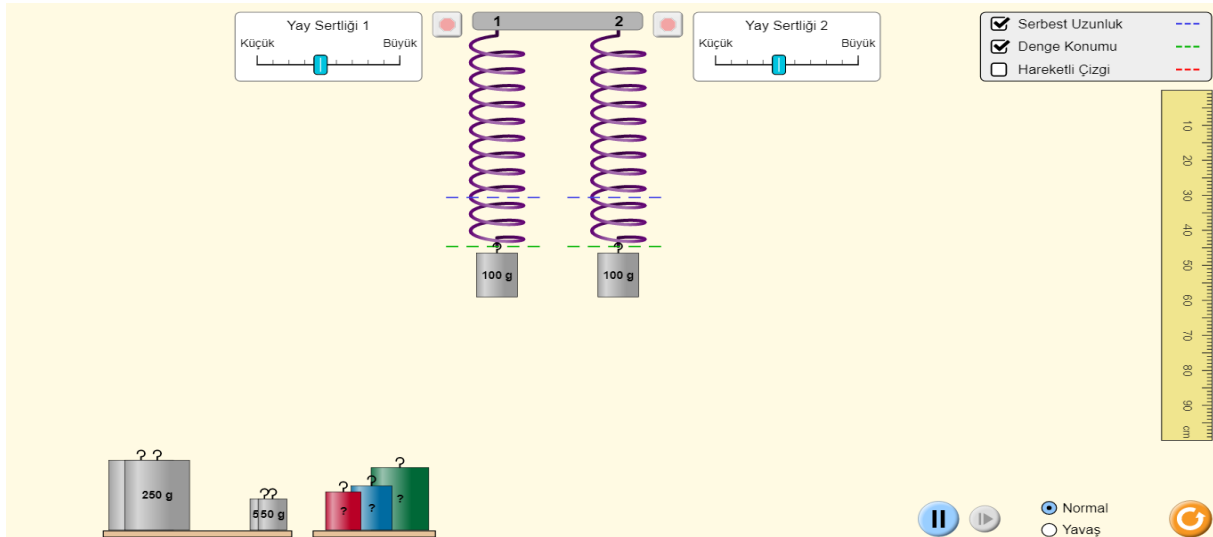 Yay Sertliği 1
Küçük Büyük
1
2
Yay Sertliği 2
Küçük Büyük
Serbest Uzunluk
Denge Konumu
Hareketli Çizgi
10
20
30
40
50
60
70
80
90
cm
100 g
100 g
250 g
5 50 g
?
?
?
Normal
Yavaş